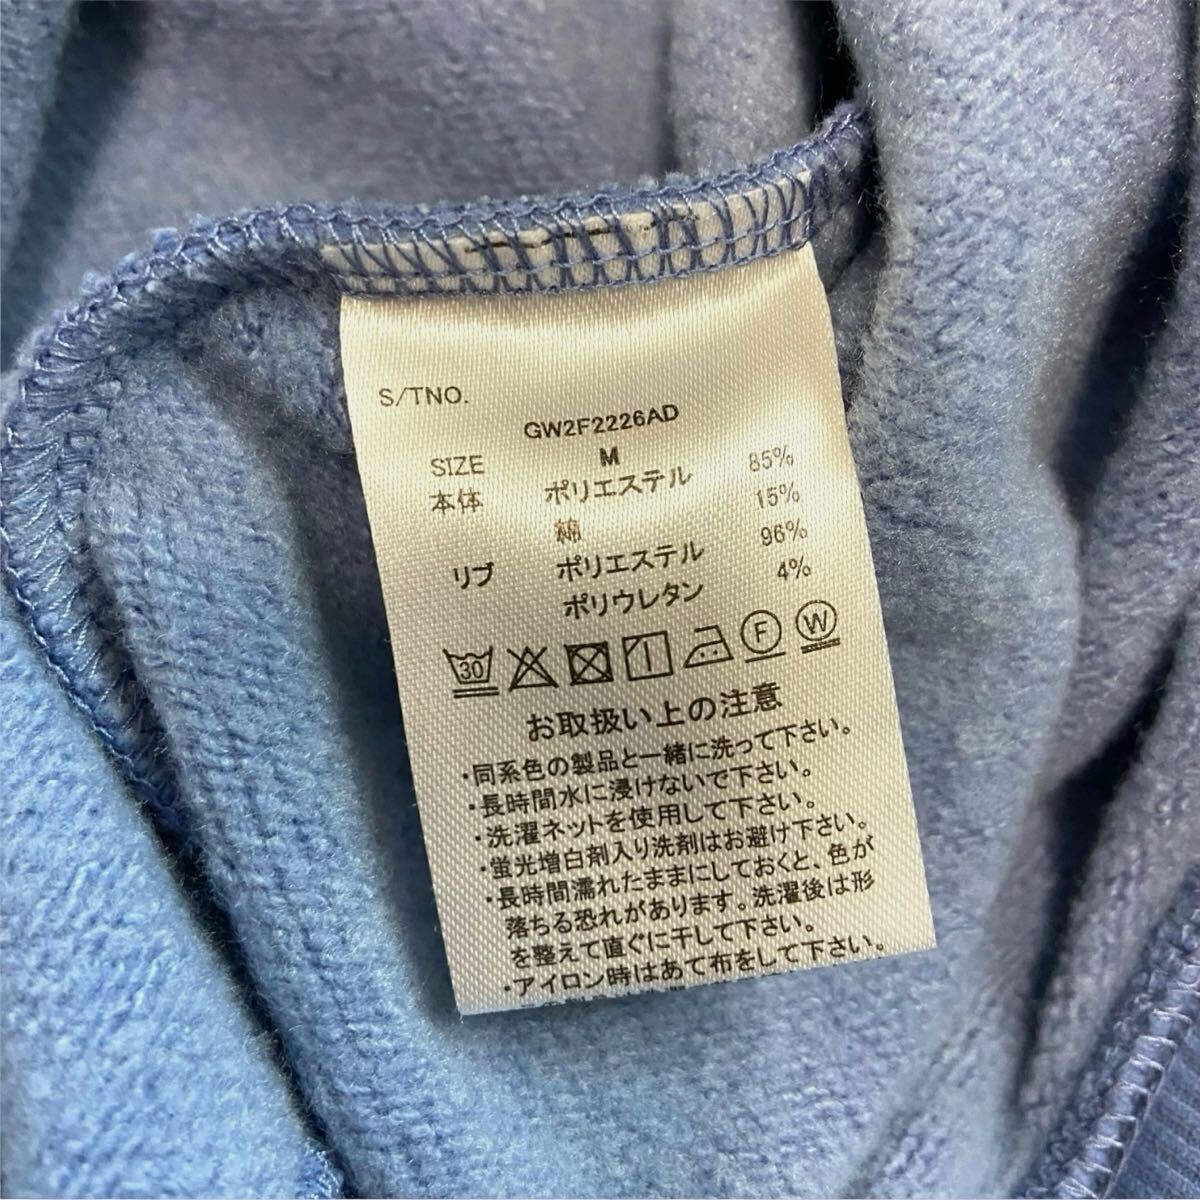 S/TNO.
GW2F2226AD
SIZE M
本体 ポリエステル 85%
綿 15%
リブ ポリエステル 96%
ポリウレタン 4%
30 F W
お取扱い上の注意
・同系色の製品と一緒に洗って下さい。
・長時間水に浸けないで下さい。
・洗濯ネットを使用して下さい。
・蛍光増白剤入り洗剤はお避け下さい。
・長時間濡れたままにしておくと、色が
落ちる恐れがあります。洗濯後は形
を整えて直ぐに干して下さい。
・アイロン時はあて布をして下さい。